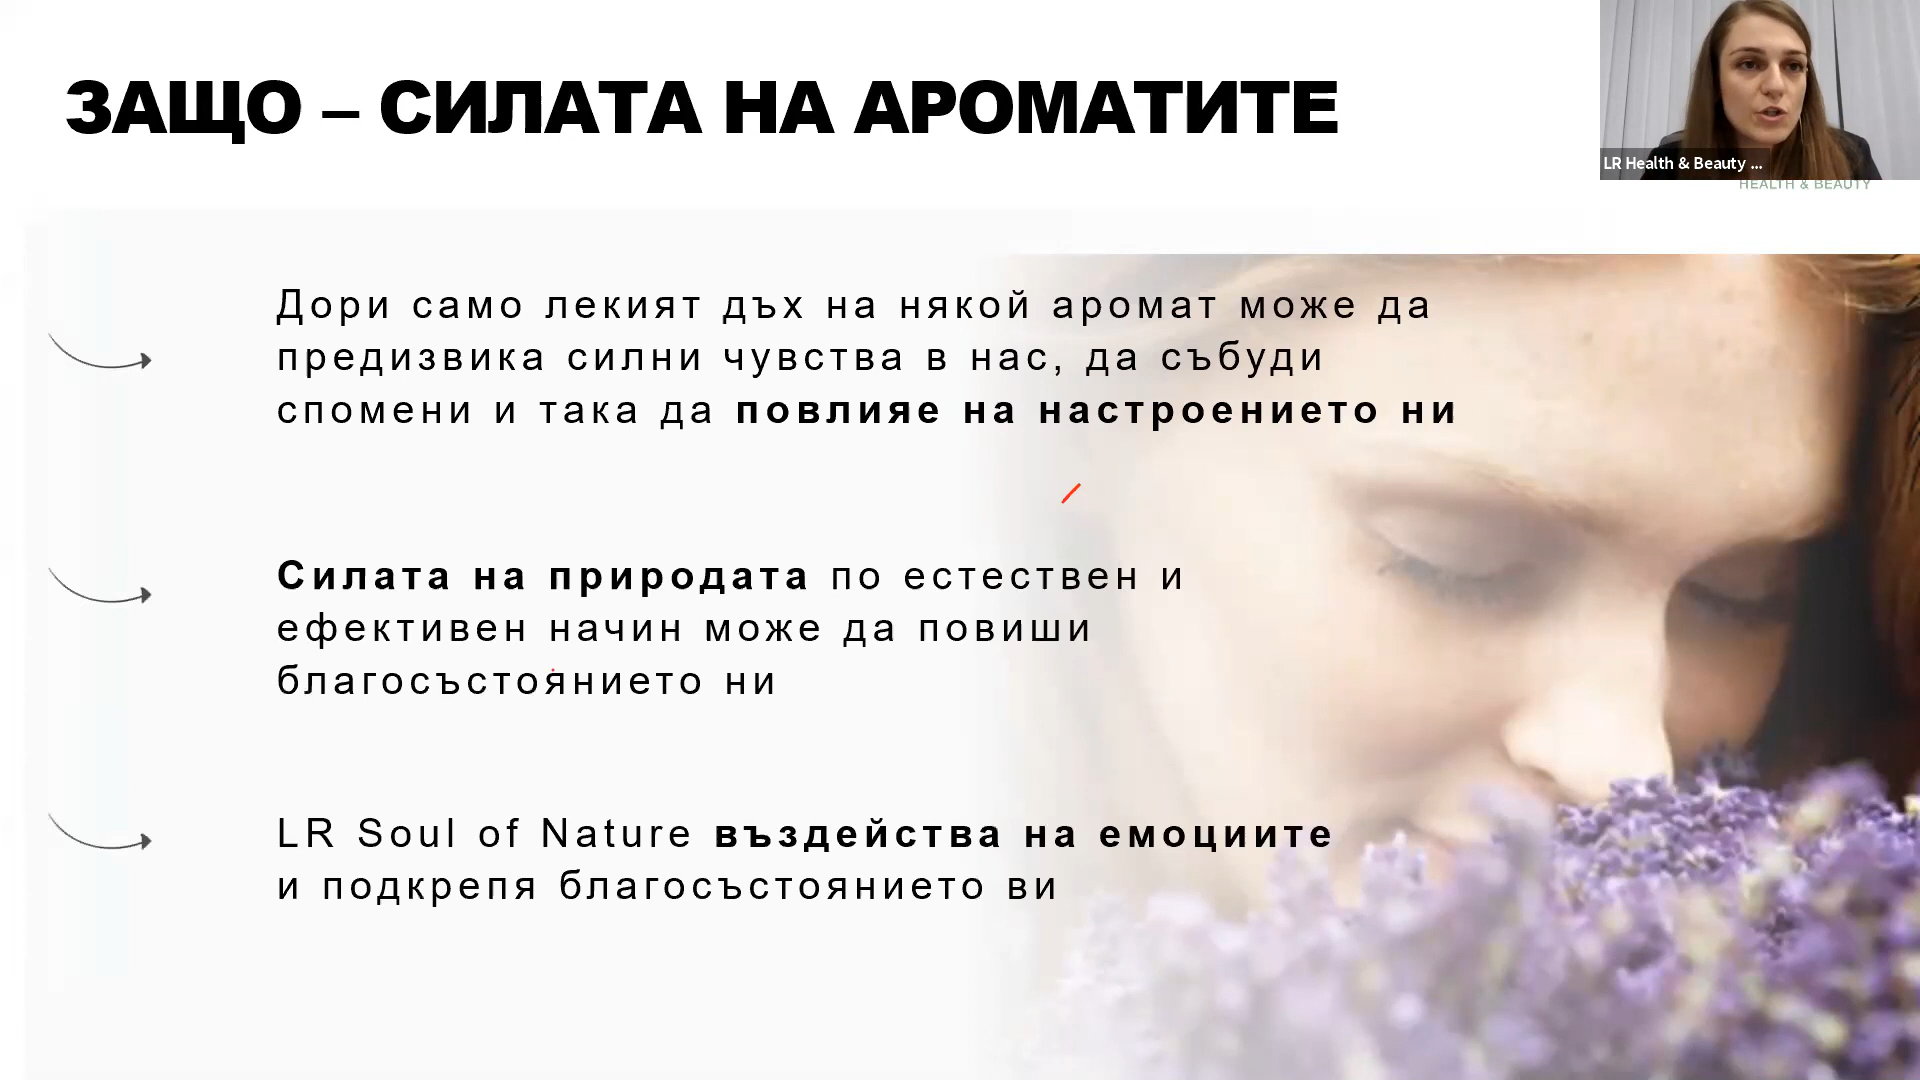 ЗАЩО – СИЛАТА НА АРОМАТИТЕ
LR Health & Beauty ...
HEALTH & BEAUTY
Дори само лекият дъх на някой аромат може да
предизвика силни чувства в нас, да събуди
спомени и така да повлияе на настроението ни
Силата на природата по естествен и
ефективен начин може да повиши
благосъстоянието ни
LR Soul of Nature въздейства на емоциите
и подкрепя благосъстоянието ви